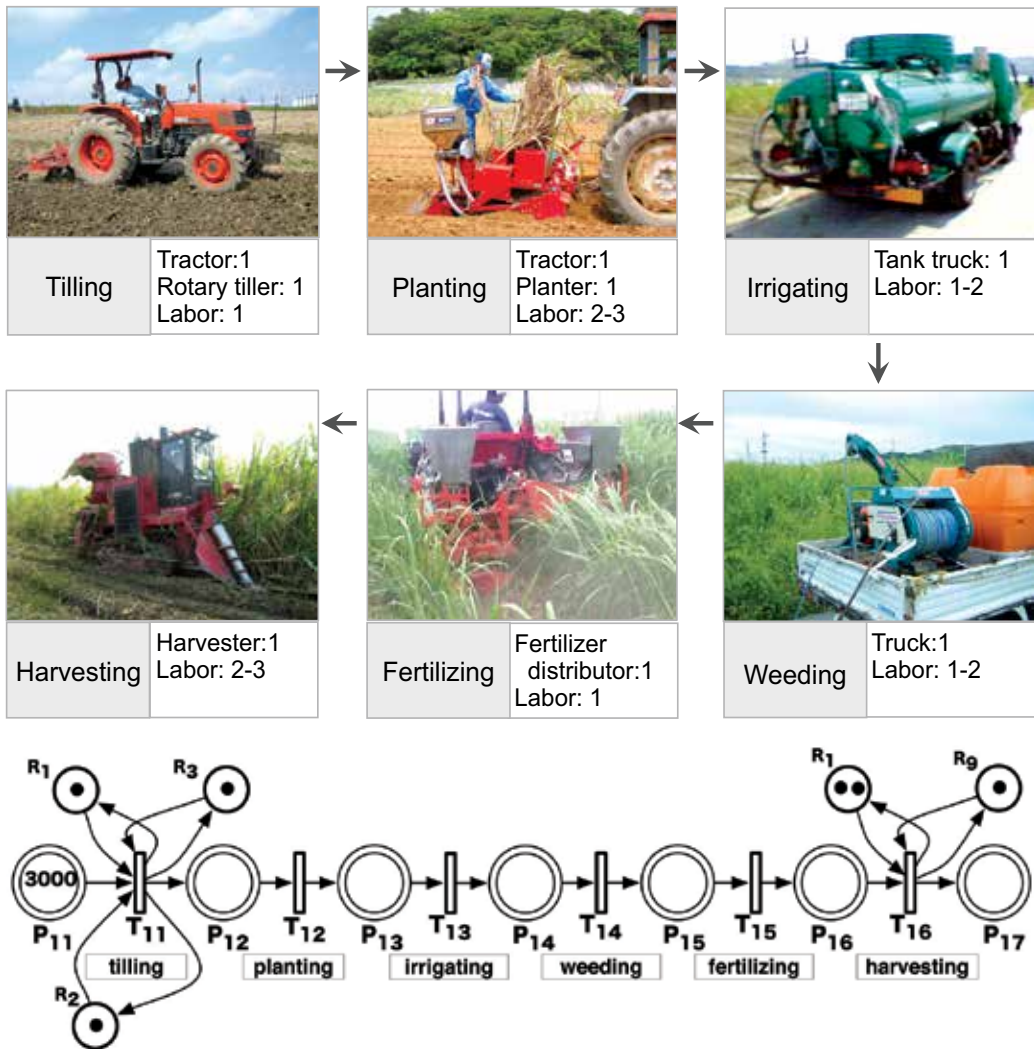 Tilling
Tractor:1
Rotary tiller: 1
Labor: 1
Planting
Tractor:1
Planter: 1
Labor: 2-3
Irrigating
Tank truck: 1
Labor: 1-2
Harvesting
Harvester:1
Labor: 2-3
Fertilizing
Fertilizer
distributor:1
Labor: 1
Weeding
Truck:1
Labor: 1-2
R1
R3
R1
R9
3000
P11
T11
P12
T12
P13
T13
P14
T14
P15
T15
P16
T16
P17
tilling
planting
irrigating
weeding
fertilizing
harvesting
R2